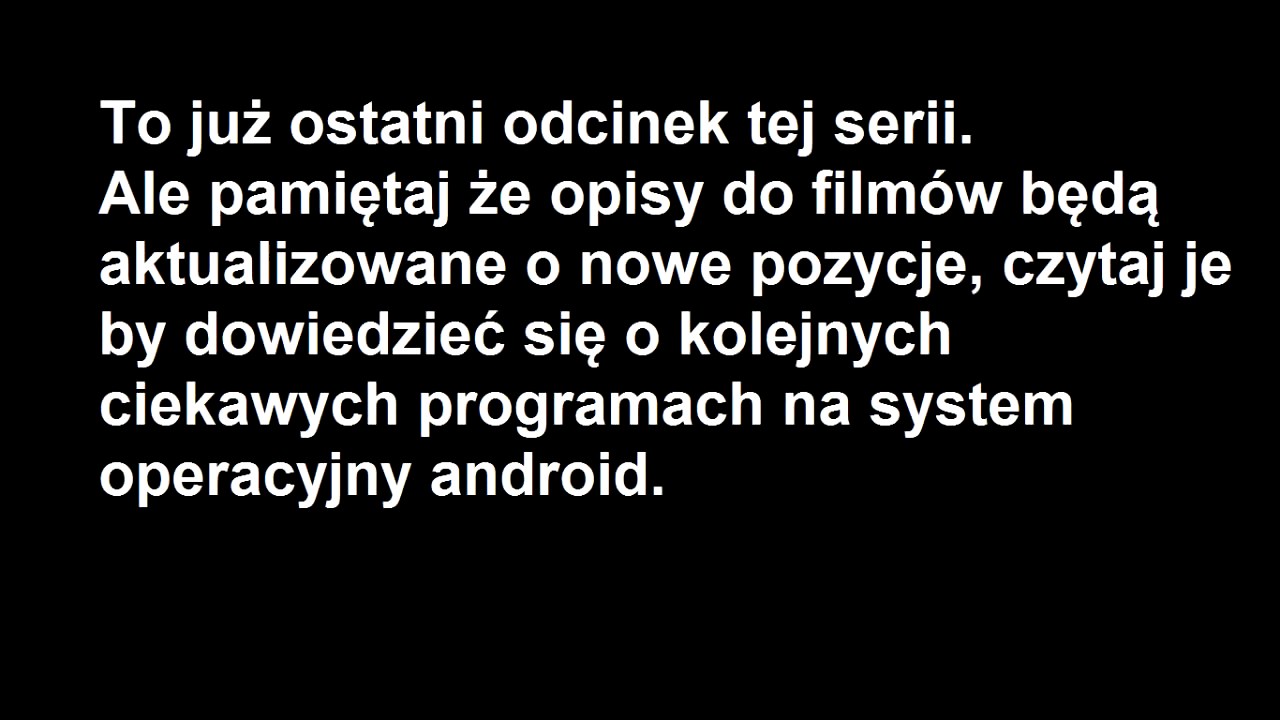 To już ostatni odcinek tej serii.
Ale pamiętaj że opisy do filmów będą
aktualizowane o nowe pozycje, czytaj je
by dowiedzieć się o kolejnych
ciekawych programach na system
operacyjny android.